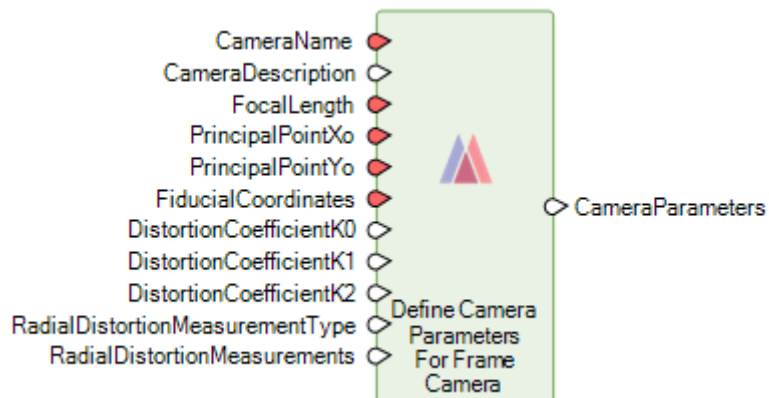 CameraName
CameraDescription
FocalLength
PrincipalPointXo
PrincipalPointYo
FiducialCoordinates
DistortionCoefficientK0
DistortionCoefficientK1
DistortionCoefficientK2
RadialDistortionMeasurementType
RadialDistortionMeasurements
CameraParameters
Define Camera
Parameters
For Frame
Camera